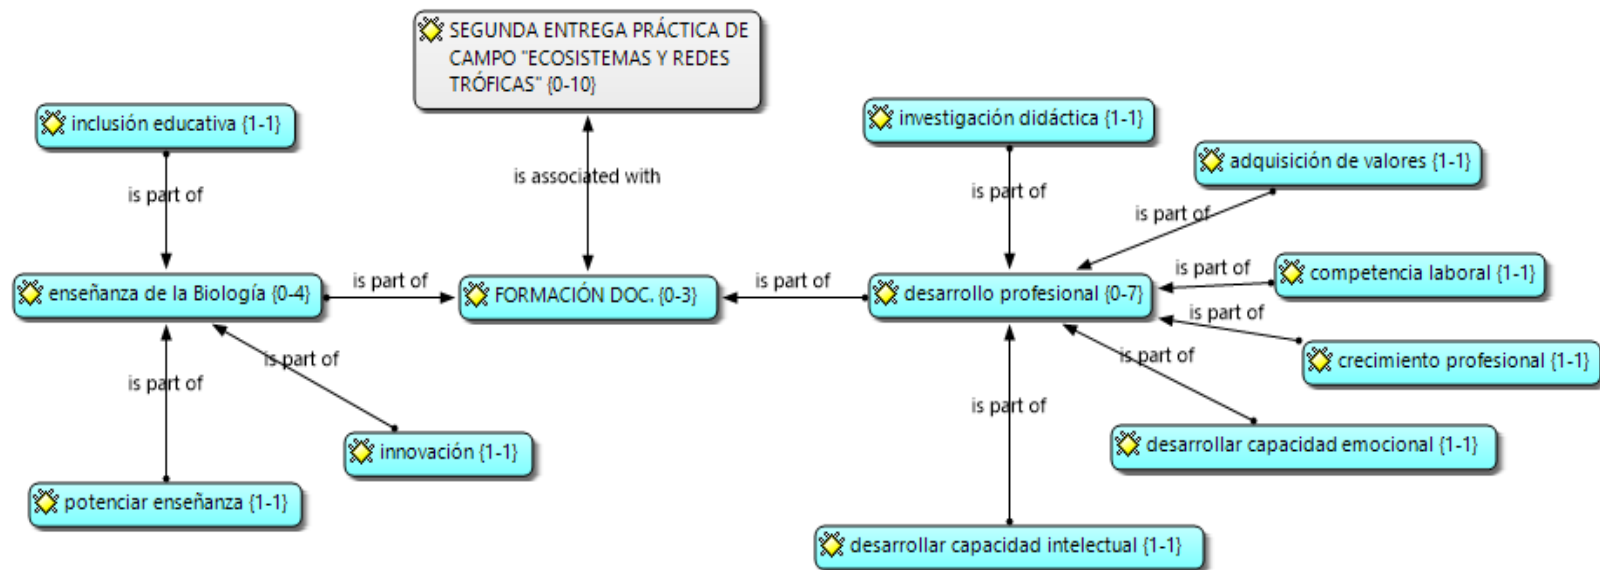 SEGUNDA ENTREGA PRÁCTICA DE
CAMPO "ECOSISTEMAS Y REDES
TRÓFICAS" {0-10}
inclusión educativa {1-1}
investigación didáctica {1-1}
adquisición de valores {1-1}
is part of
is associated with
is part of
is part of
enseñanza de la Biología {0-4}
is part of
FORMACIÓN DOC. {0-3}
is part of
desarrollo profesional {0-7}
is part of
competencia laboral {1-1}
is part of
crecimiento profesional {1-1}
is part of
is part of
is part of
is part of
innovación {1-1}
desarrollar capacidad emocional {1-1}
potenciar enseñanza {1-1}
desarrollar capacidad intelectual {1-1}